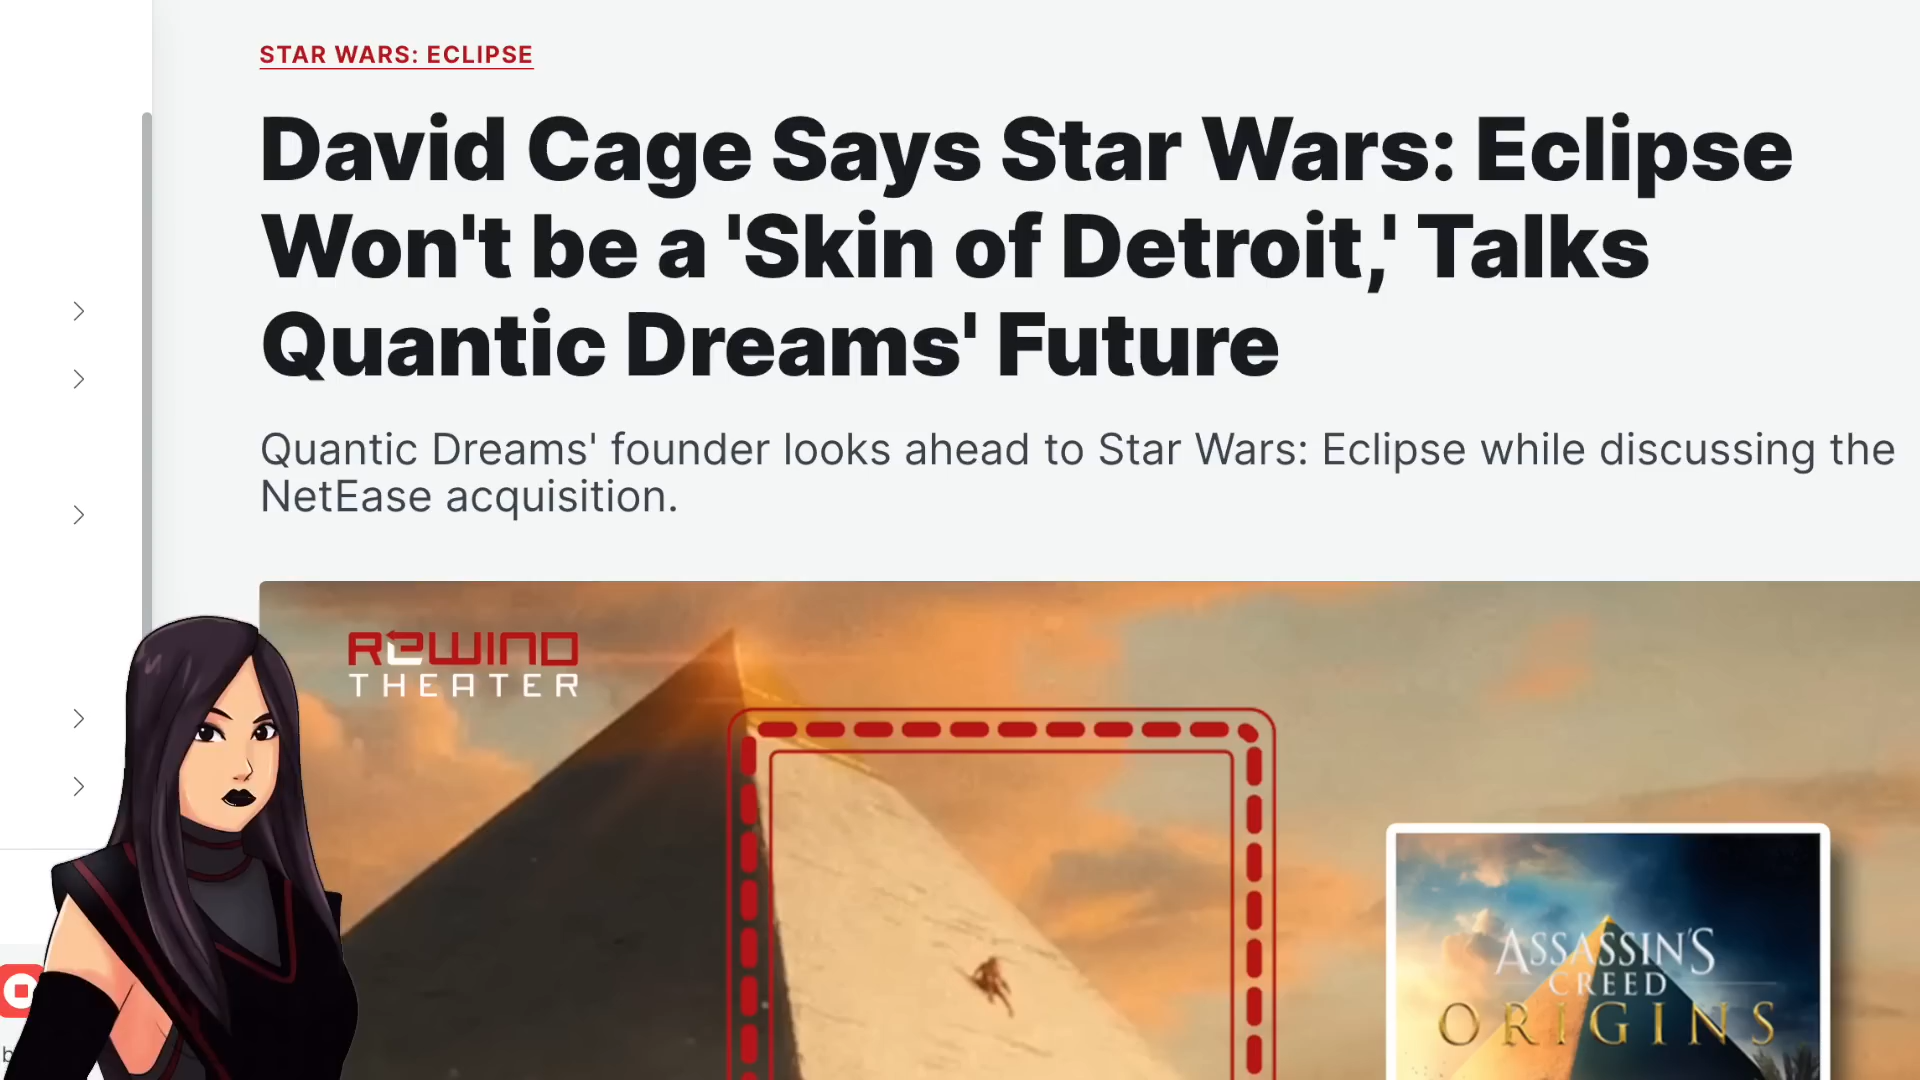 STAR WARS: ECLIPSE
David Cage Says Star Wars: Eclipse
Won't be a 'Skin of Detroit,' Talks
Quantic Dreams' Future
Quantic Dreams' founder looks ahead to Star Wars: Eclipse while discussing the
NetEase acquisition.
REWIND
THEATER
ASSASSIN'S
CREED
ORIGINS